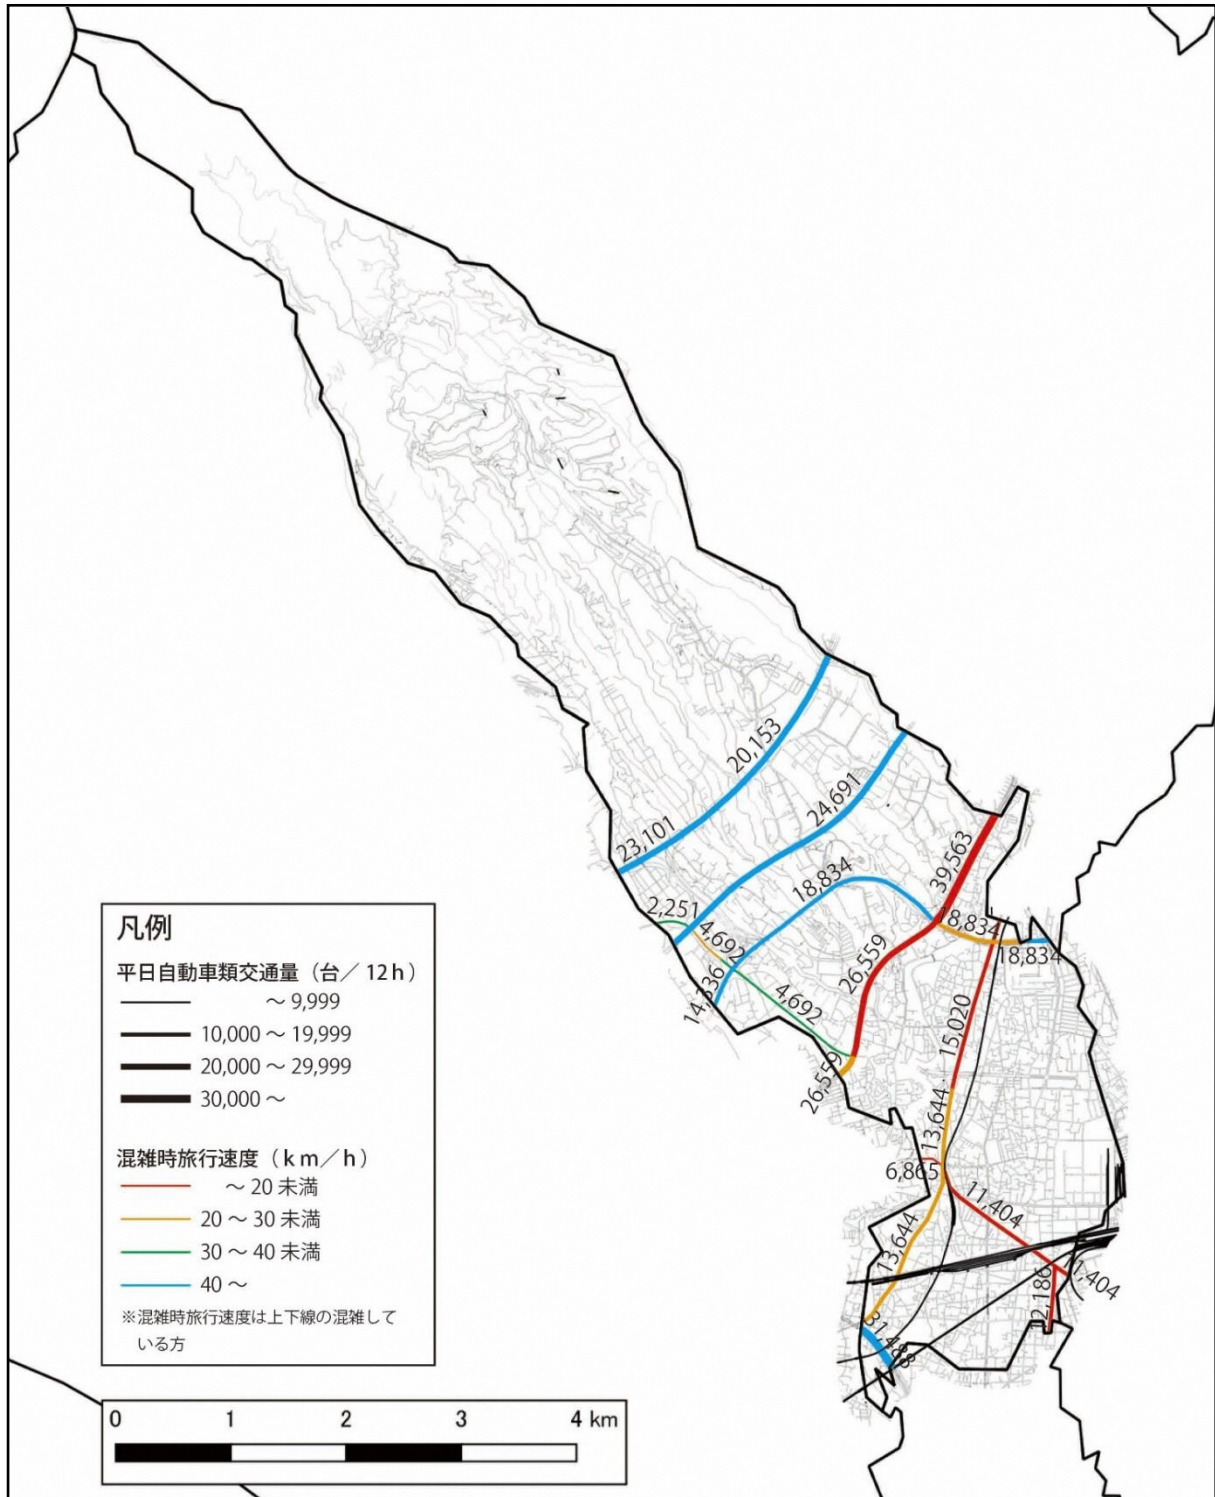 20,153
24,691
23,101
39,563
18,834
2,251
4,692
18,834
18,834
14,336
4,692
26,559
15,020
26,559
13,644
6,865
11,404
13,644
11,404
12,186
31,488
凡例
平日自動車類交通量（台／12h）
～9,999
10,000～19,999
20,000～29,999
30,000～
混雑時旅行速度（km／h）
～20未満
20～30未満
30～40未満
40～
※混雑時旅行速度は上下線の混雑して
いる方
0 1 2 3 4 km